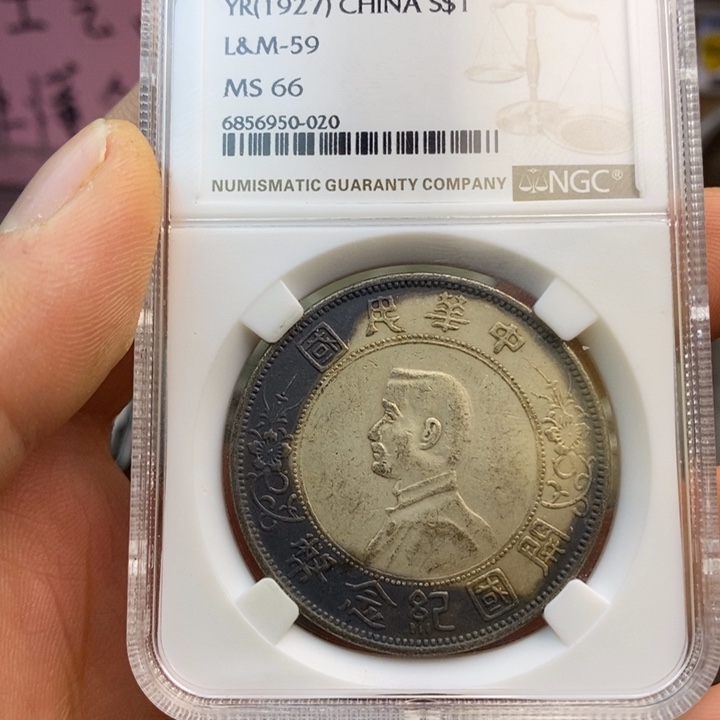 YR(1927) CHINA S$1
L&M-59
MS 66
6856950-020
NUMISMATIC GUARANTY COMPANY NGC®
中華民國
開國紀念幣